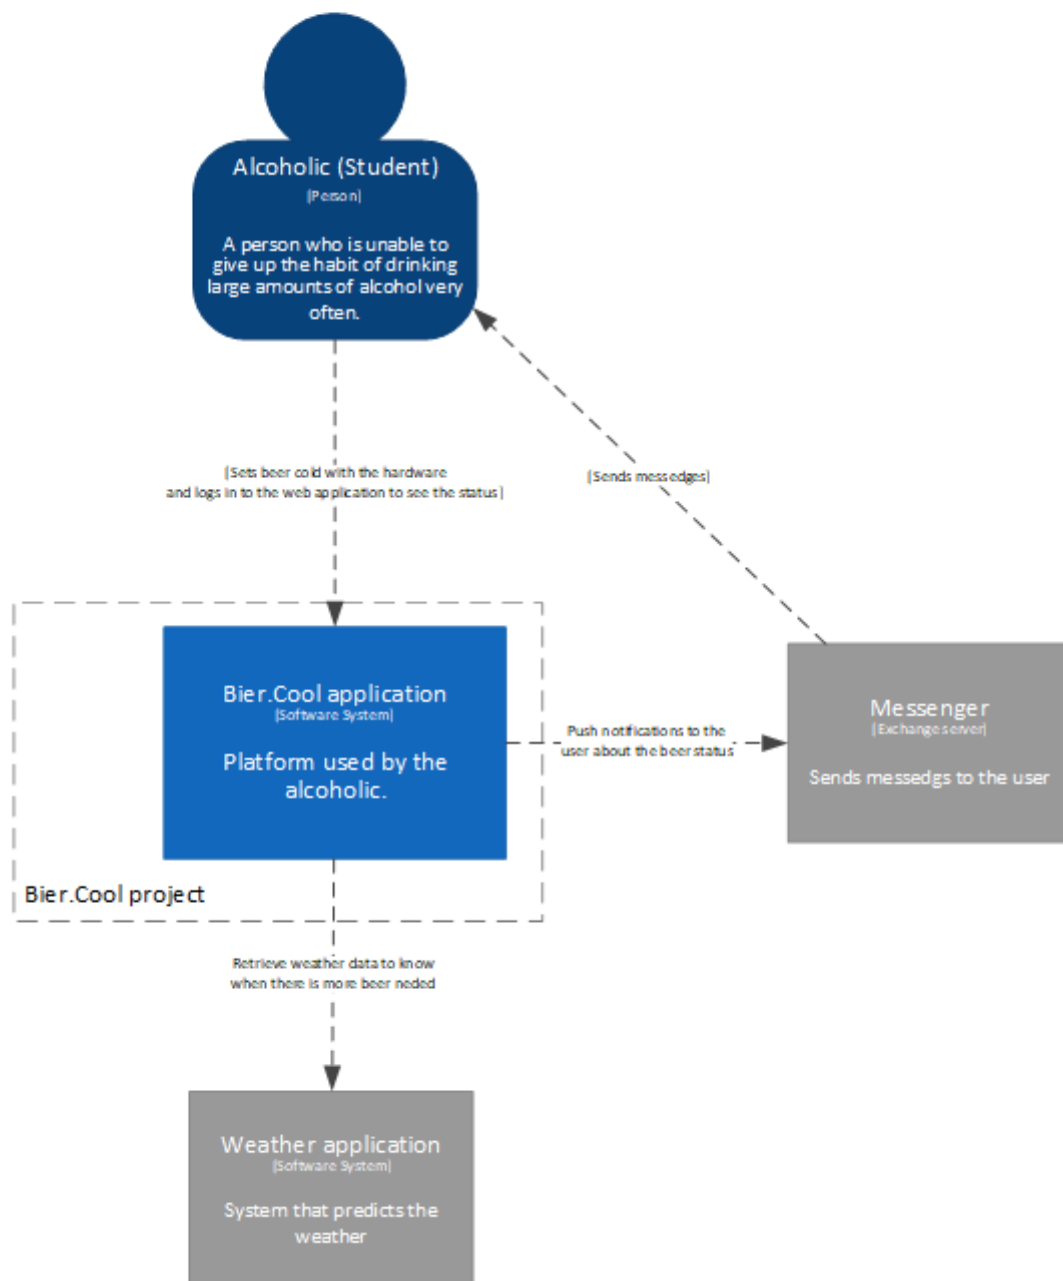 Alcoholic (Student)
[Person]
A person who is unable to
give up the habit of drinking
large amounts of alcohol very
often.
[Sets beer cold with the hardware
and logs in to the web application to see the status]
[Sends messedges]
Bier.Cool application
[Software System]
Platform used by the
alcoholic.
Bier.Cool project
Push notifications to the
user about the beer status
Messenger
[Exchange server]
Sends messedgs to the user
Retrieve weather data to know
when there is more beer neded
Weather application
[Software System]
System that predicts the
weather